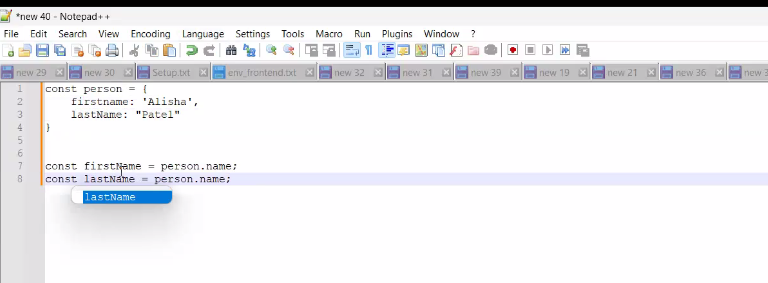 *new 40 - Notepad++
File Edit Search View Encoding Language Settings Tools Macro Run Plugins Window ?
new 29 new 30 Setup.txt env_frontend.txt new 32 new 31 new 39 new 19 new 21 new 36 new 3
1 const person = {
2 firstname: 'Alisha',
3 lastName: "Patel"
4 }
5
6
7 const firstName = person.name;
8 const lastName = person.name;
lastName